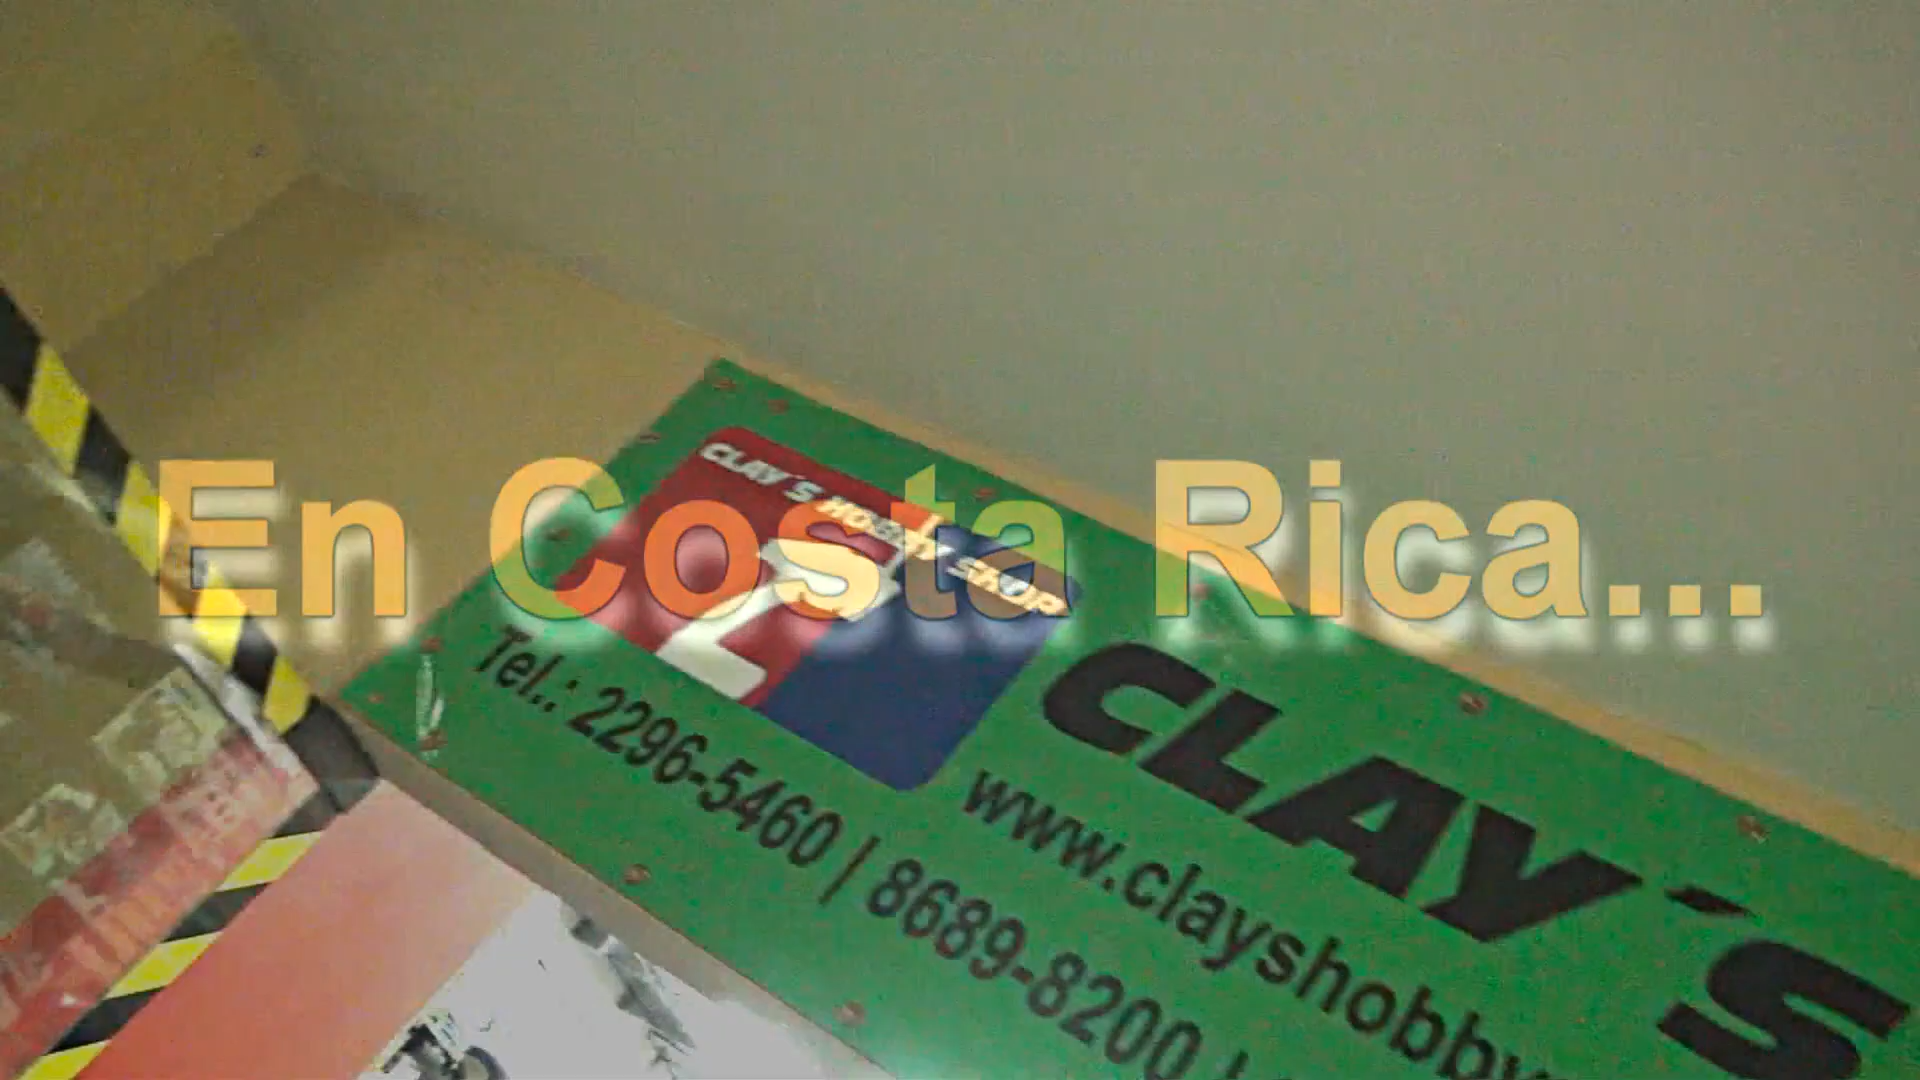 En Costa Rica...
CLAY´S HOBBY SHOP
CLAY´S
www.clayshobby
Tel.: 2296-5460 | 8689-8200 |